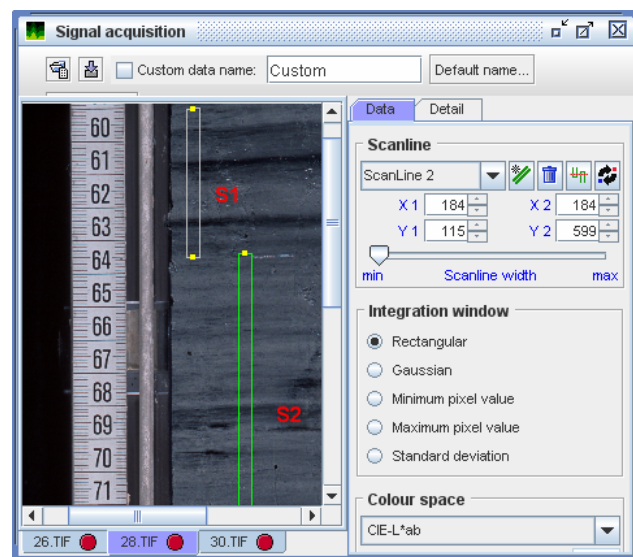 Signal acquisition
Custom data name: Custom Default name...
60
61
62
63
64
65
66
67
68
69
70
71
S1
S2
26.TIF 28.TIF 30.TIF
Data Detail
Scanline
ScanLine 2
X 1 184 X 2 184
Y 1 115 Y 2 599
min Scanline width max
Integration window
Rectangular
Gaussian
Minimum pixel value
Maximum pixel value
Standard deviation
Colour space
CIE-L*ab